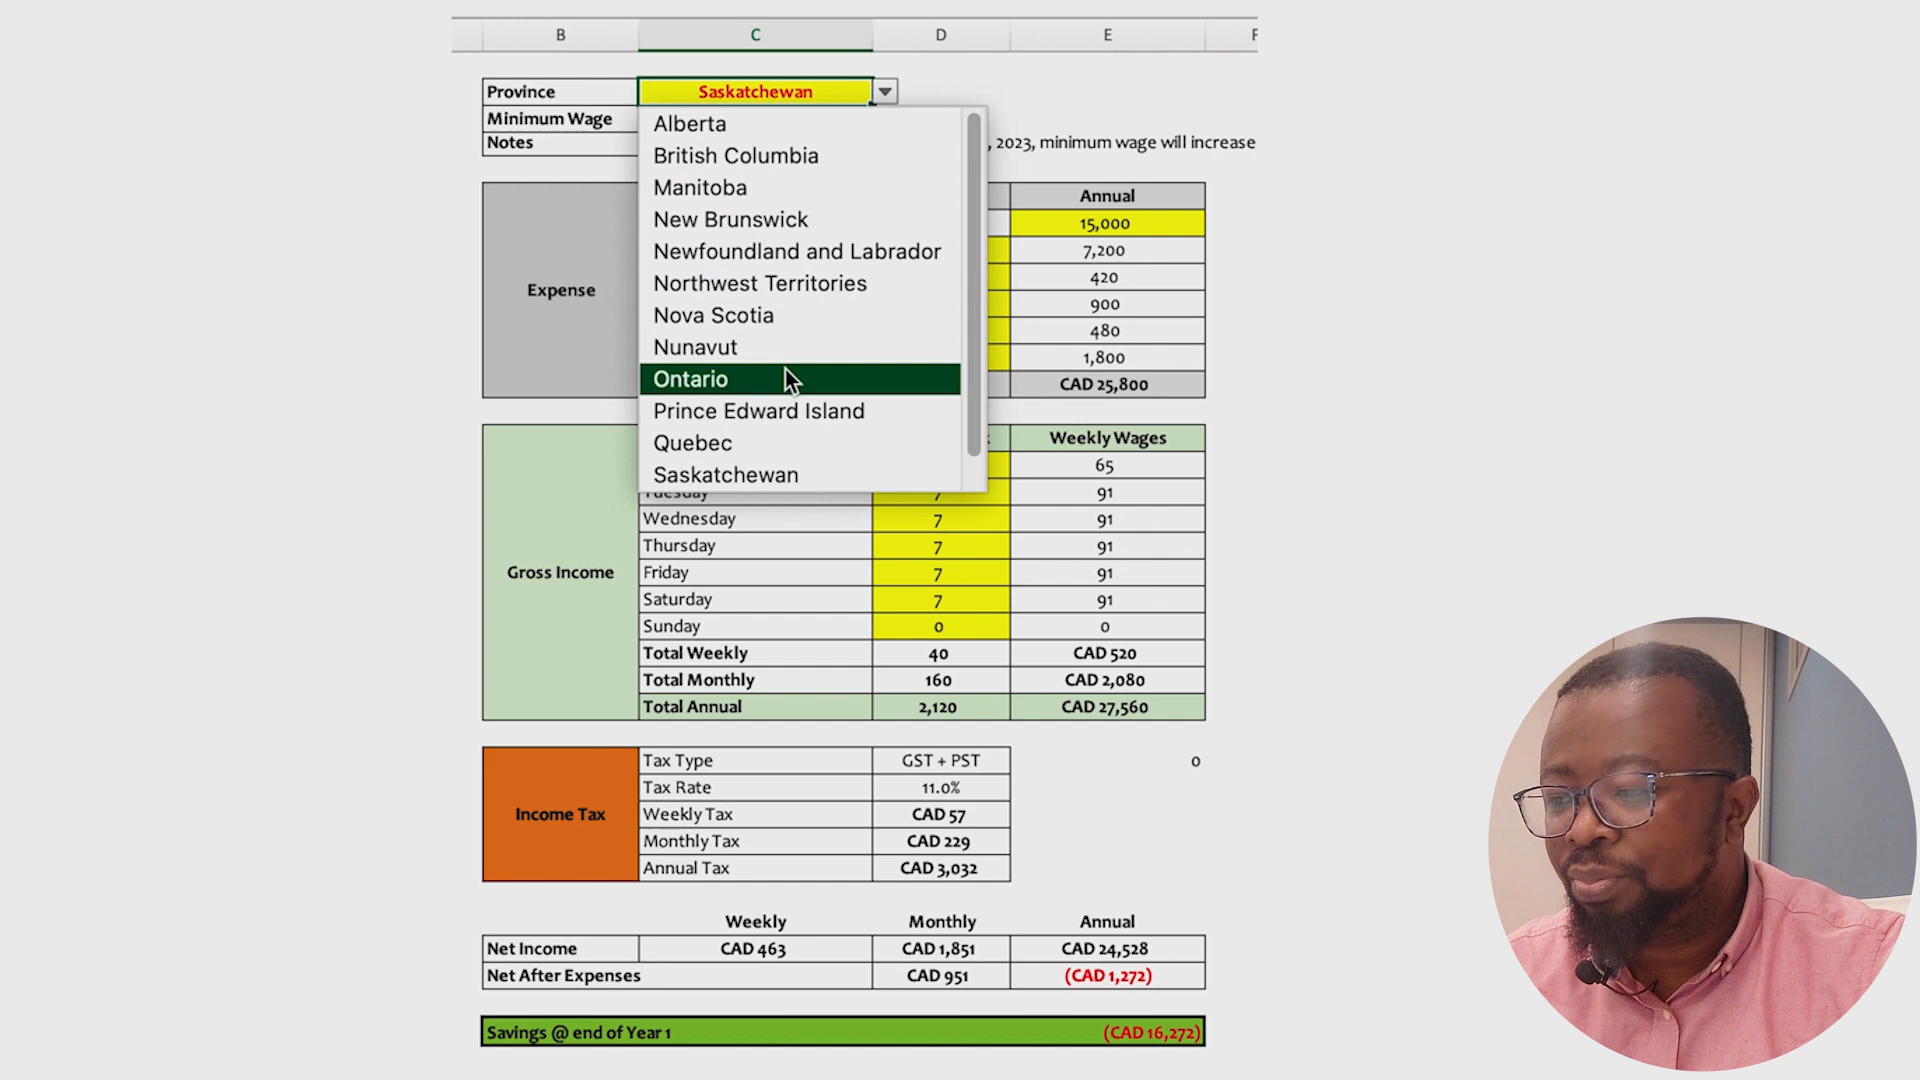 B C D E F
Province Saskatchewan
Minimum Wage
Notes , 2023, minimum wage will increase
Alberta
British Columbia
Manitoba
New Brunswick
Newfoundland and Labrador
Northwest Territories
Nova Scotia
Nunavut
Ontario
Prince Edward Island
Quebec
Saskatchewan
Annual
15,000
7,200
420
Expense
900
480
1,800
CAD 25,800
Weekly Wages
65
Tuesday 7 91
Wednesday 7 91
Thursday 7 91
Gross Income Friday 7 91
Saturday 7 91
Sunday 0 0
Total Weekly 40 CAD 520
Total Monthly 160 CAD 2,080
Total Annual 2,120 CAD 27,560
Tax Type GST + PST 0
Tax Rate 11.0%
Income Tax Weekly Tax CAD 57
Monthly Tax CAD 229
Annual Tax CAD 3,032
Weekly Monthly Annual
Net Income CAD 463 CAD 1,851 CAD 24,528
Net After Expenses CAD 951 (CAD 1,272)
Savings @ end of Year 1 (CAD 16,272)